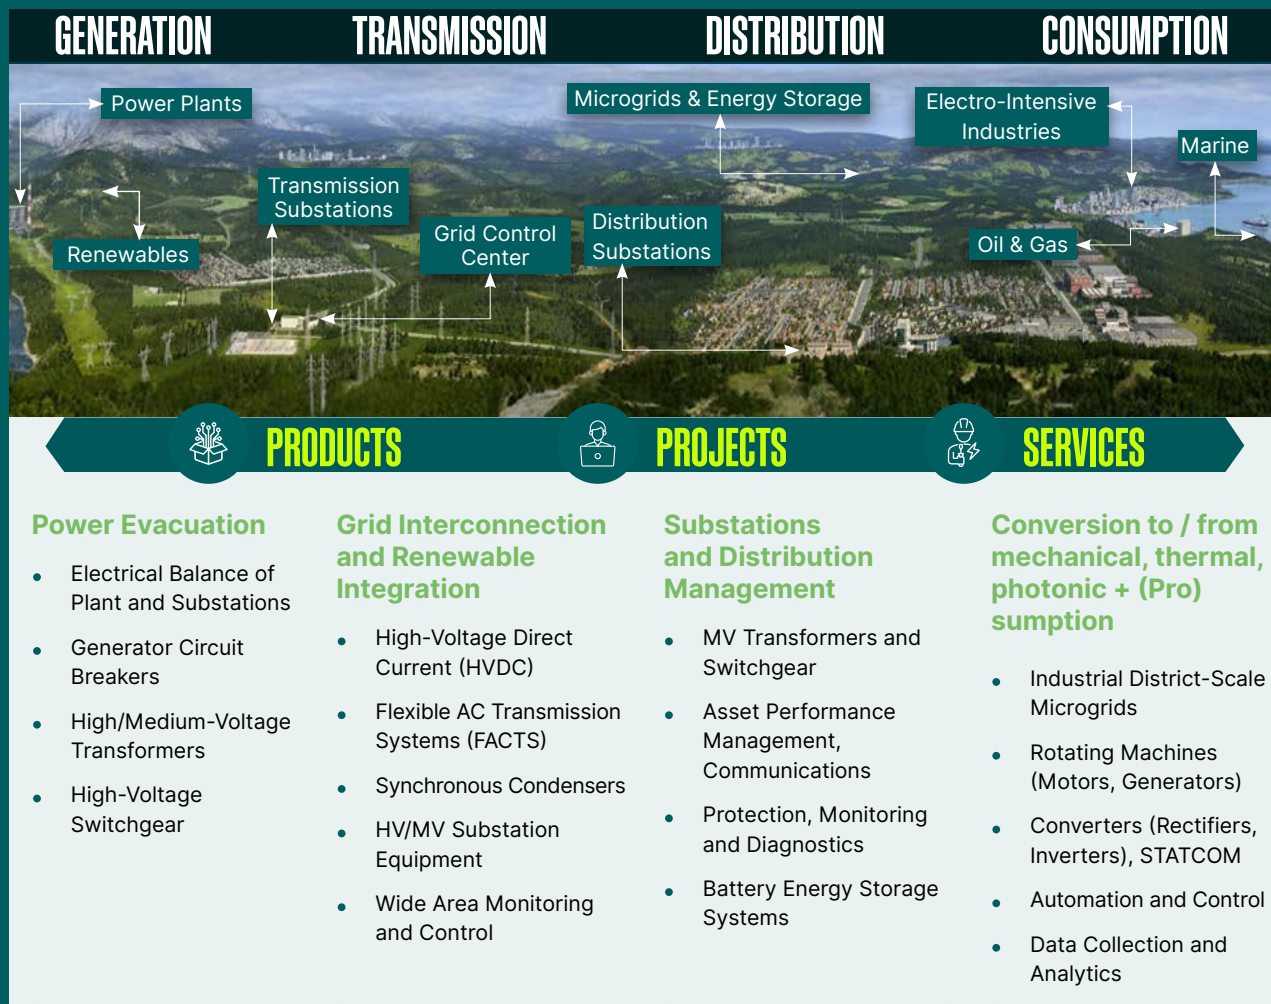 GENERATION
TRANSMISSION
DISTRIBUTION
CONSUMPTION
Power Plants
Renewables
Transmission
Substations
Grid Control
Center
Microgrids & Energy Storage
Distribution
Substations
Electro-Intensive
Industries
Marine
Oil & Gas
PRODUCTS
PROJECTS
SERVICES
Power Evacuation
• Electrical Balance of
Plant and Substations
• Generator Circuit
Breakers
• High/Medium-Voltage
Transformers
• High-Voltage
Switchgear
Grid Interconnection
and Renewable
Integration
• High-Voltage Direct
Current (HVDC)
• Flexible AC Transmission
Systems (FACTS)
• Synchronous Condensers
• HV/MV Substation
Equipment
• Wide Area Monitoring
and Control
Substations
and Distribution
Management
• MV Transformers and
Switchgear
• Asset Performance
Management,
Communications
• Protection, Monitoring
and Diagnostics
• Battery Energy Storage
Systems
Conversion to / from
mechanical, thermal,
photonic + (Pro)
sumption
• Industrial District-Scale
Microgrids
• Rotating Machines
(Motors, Generators)
• Converters (Rectifiers,
Inverters), STATCOM
• Automation and Control
• Data Collection and
Analytics